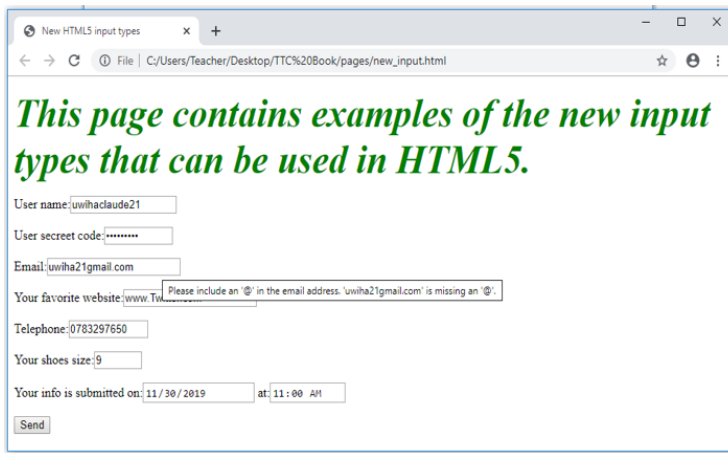 New HTML5 input types
File | C:/Users/Teacher/Desktop/TTC%20Book/pages/new_input.html
This page contains examples of the new input
types that can be used in HTML5.
User name: uwihaclaude21
User secreet code: •••••••••
Email: uwiha21gmail.com
Please include an '@' in the email address. 'uwiha21gmail.com' is missing an '@'.
Your favorite website: www.
Telephone: 0783297650
Your shoes size: 9
Your info is submitted on: 11/30/2019 at: 11:00 AM
Send